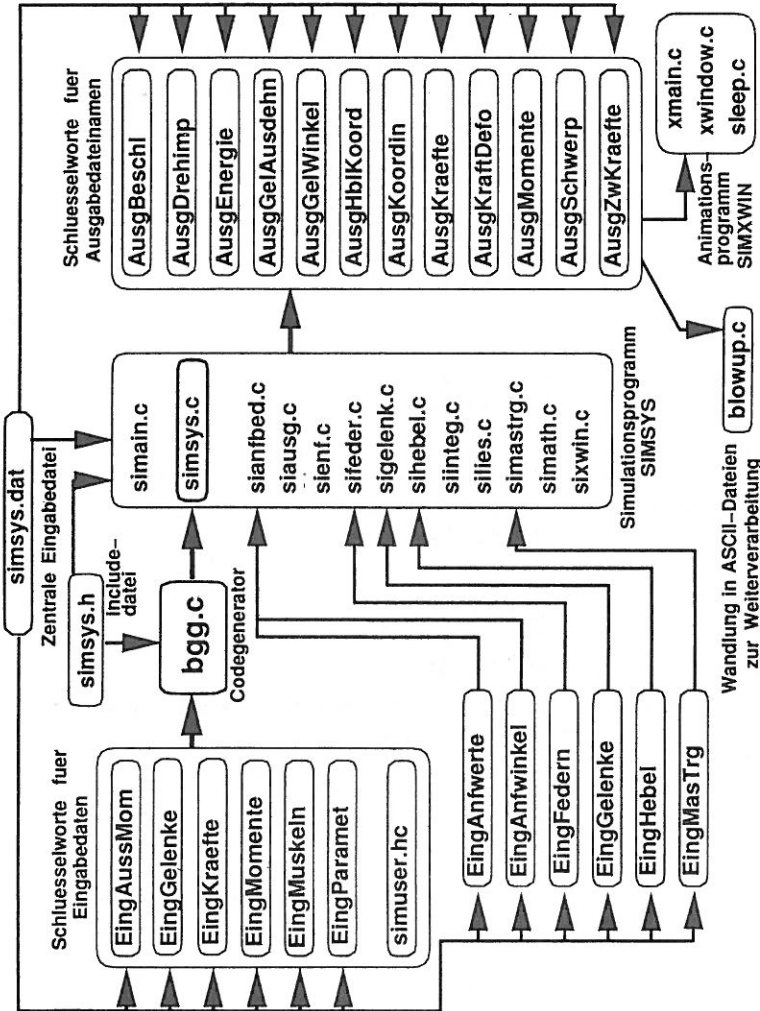 simsys.dat
Zentrale Eingabedatei
simsys.h
Include-
datei
Schluesselworte fuer
Eingabedaten
EingAussMom
EingGelenke
EingKraefte
EingMomente
EingMuskeln
EingParamet
simuser.hc
bgg.c
Codegenerator
simain.c
simsys.c
sianfbed.c
siausg.c
sienf.c
sifeder.c
sigelenk.c
sihebel.c
siinteg.c
silies.c
simastrg.c
simath.c
sixwin.c
Simulationsprogramm
SIMSYS
Schluesselworte fuer
Ausgabedateinamen
AusgBeschl
AusgDrehimp
AusgEnergie
AusgGelAusdehn
AusgGelWinkel
AusgHblKoord
AusgKoordin
AusgKraefte
AusgKraftDefo
AusgMomente
AusgSchwerp
AusgZwKraefte
EingAnfwerte
EingAnfwinkel
EingFedern
EingGelenke
EingHebel
EingMasTrg
Wandlung in ASCII-Dateien
zur Weiterverarbeitung
blowup.c
Animations-
programm
SIMXWIN
xmain.c
xwindow.c
sleep.c